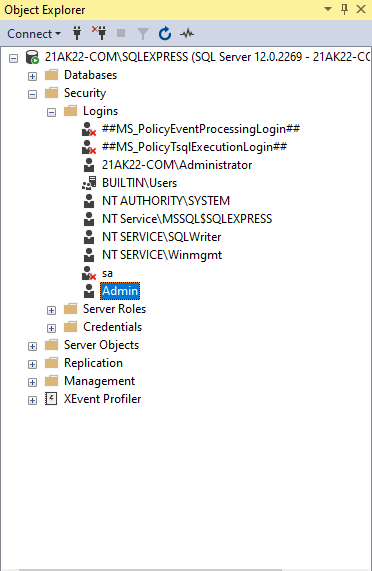 Object Explorer
Connect
21AK22-COM\SQLEXPRESS (SQL Server 12.0.2269 - 21AK22-CO
Databases
Security
Logins
##MS_PolicyEventProcessingLogin##
##MS_PolicyTsqlExecutionLogin##
21AK22-COM\Administrator
BUILTIN\Users
NT AUTHORITY\SYSTEM
NT Service\MSSQL$SQLEXPRESS
NT SERVICE\SQLWriter
NT SERVICE\Winmgmt
sa
Admin
Server Roles
Credentials
Server Objects
Replication
Management
XEvent Profiler